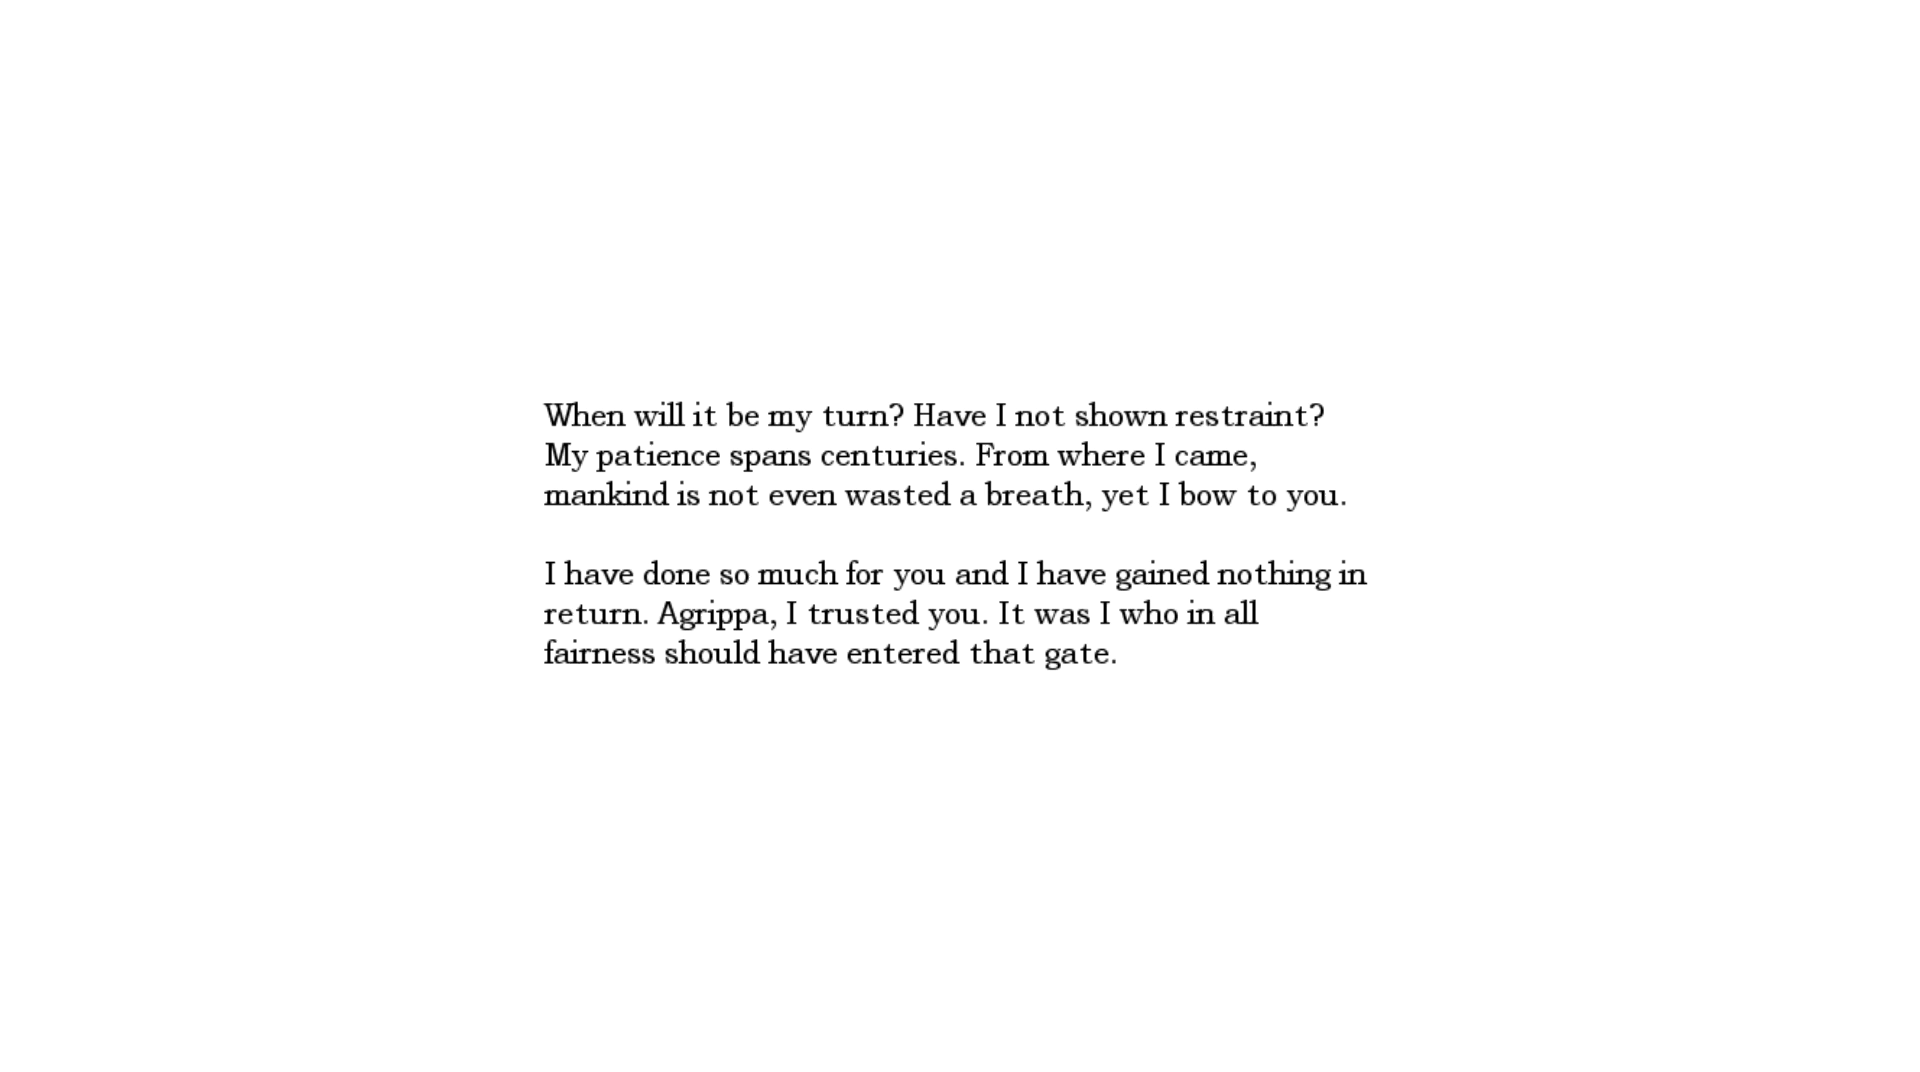 When will it be my turn? Have I not shown restraint?
My patience spans centuries. From where I came,
mankind is not even wasted a breath, yet I bow to you.
I have done so much for you and I have gained nothing in
return. Agrippa, I trusted you. It was I who in all
fairness should have entered that gate.